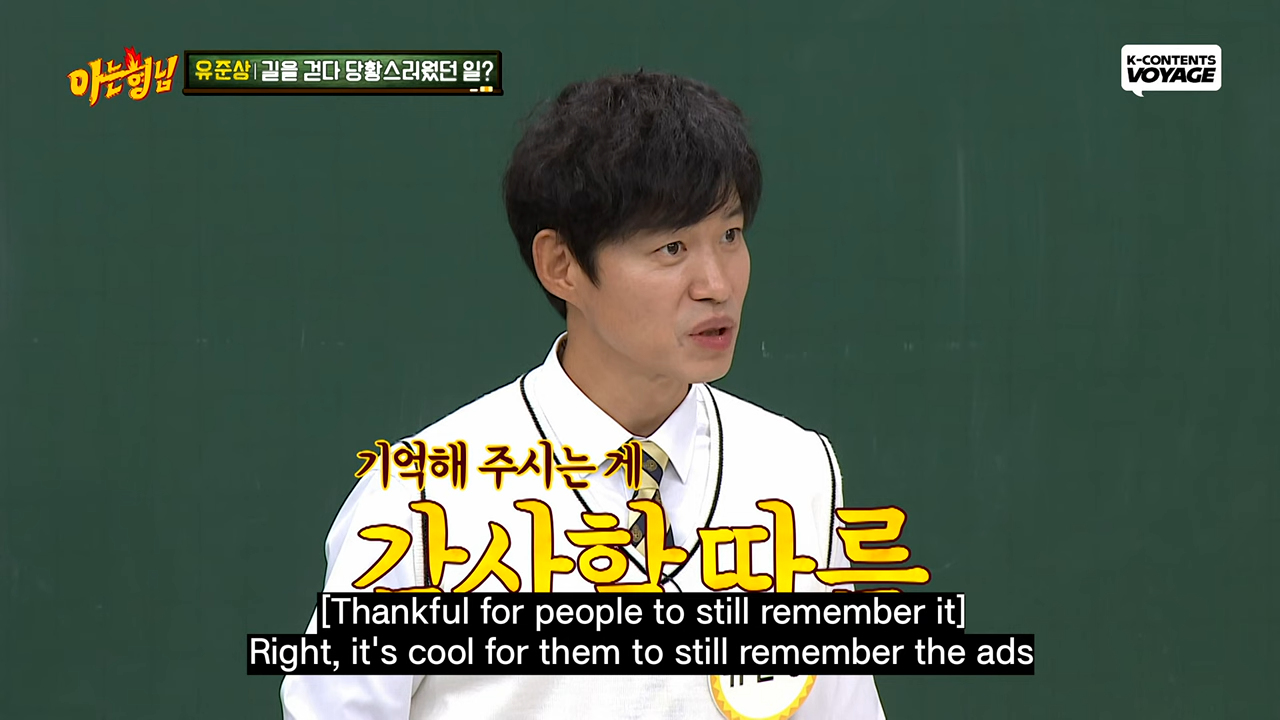 아는형님
유준상 | 길을 걷다 당황스러웠던 일?
K-CONTENTS
VOYAGE
기억해 주시는 게
감사할 따름
[Thankful for people to still remember it]
Right, it's cool for them to still remember the ads